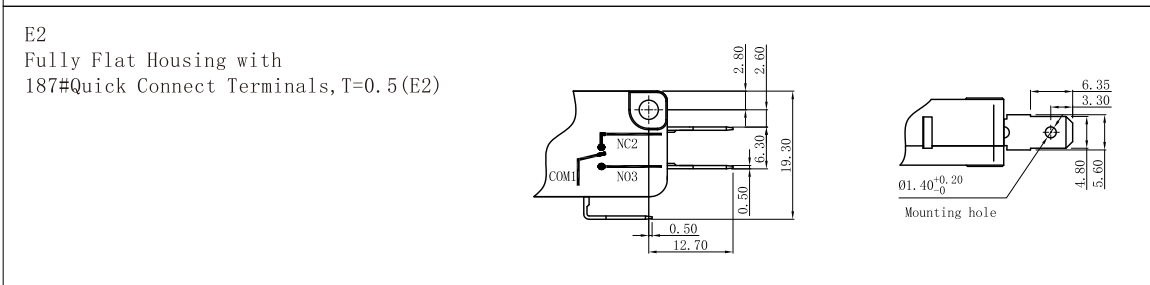 E2
Fully Flat Housing with
187#Quick Connect Terminals,T=0.5(E2)
2.80
2.60
NC2
COM1
NO3
6.30
19.30
0.50
0.50
12.70
6.35
3.30
4.80
5.60
Ø1.40+0.20
-0
Mounting hole